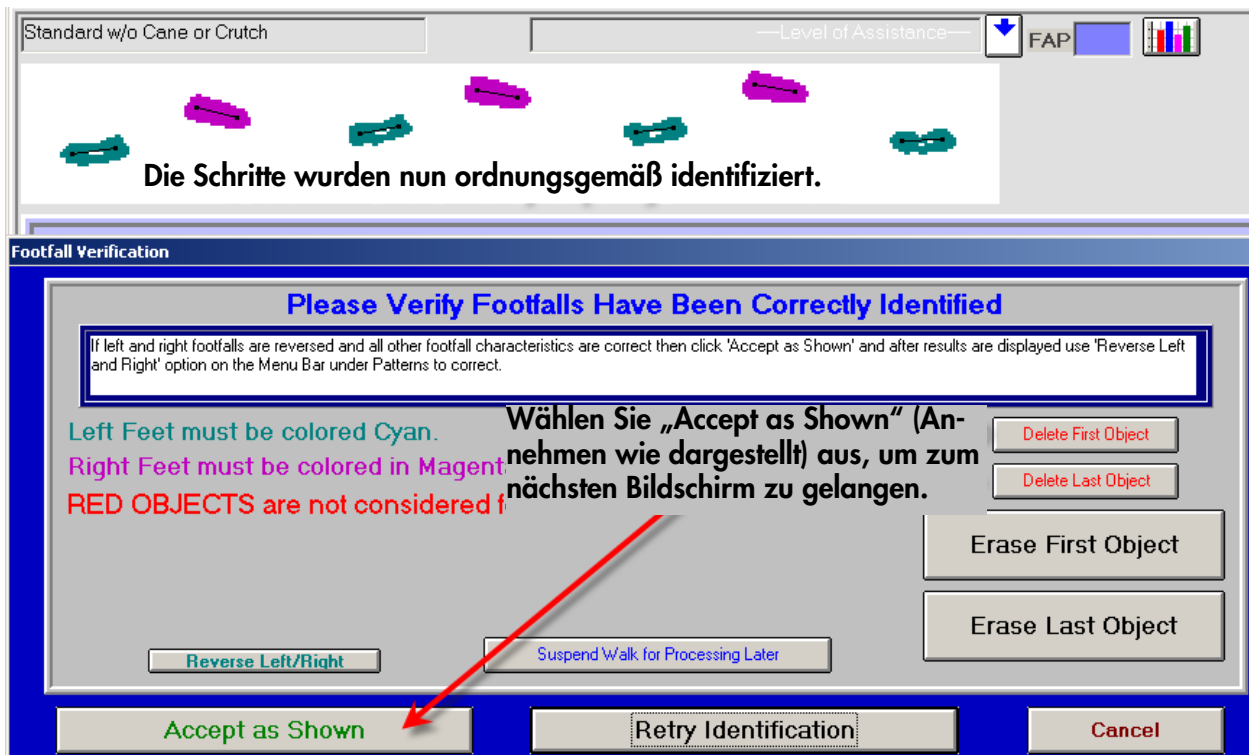 Standard w/o Cane or Crutch
—Level of Assistance—
FAP
Die Schritte wurden nun ordnungsgemäß identifiziert.
Footfall Verification
Please Verify Footfalls Have Been Correctly Identified
If left and right footfalls are reversed and all other footfall characteristics are correct then click 'Accept as Shown' and after results are displayed use 'Reverse Left
and Right' option on the Menu Bar under Patterns to correct.
Left Feet must be colored Cyan.
Right Feet must be colored in Magent
RED OBJECTS are not considered f
Wählen Sie „Accept as Shown“ (An-
nehmen wie dargestellt) aus, um zum
nächsten Bildschirm zu gelangen.
Delete First Object
Delete Last Object
Erase First Object
Erase Last Object
Reverse Left/Right
Suspend Walk for Processing Later
Accept as Shown
Retry Identification
Cancel